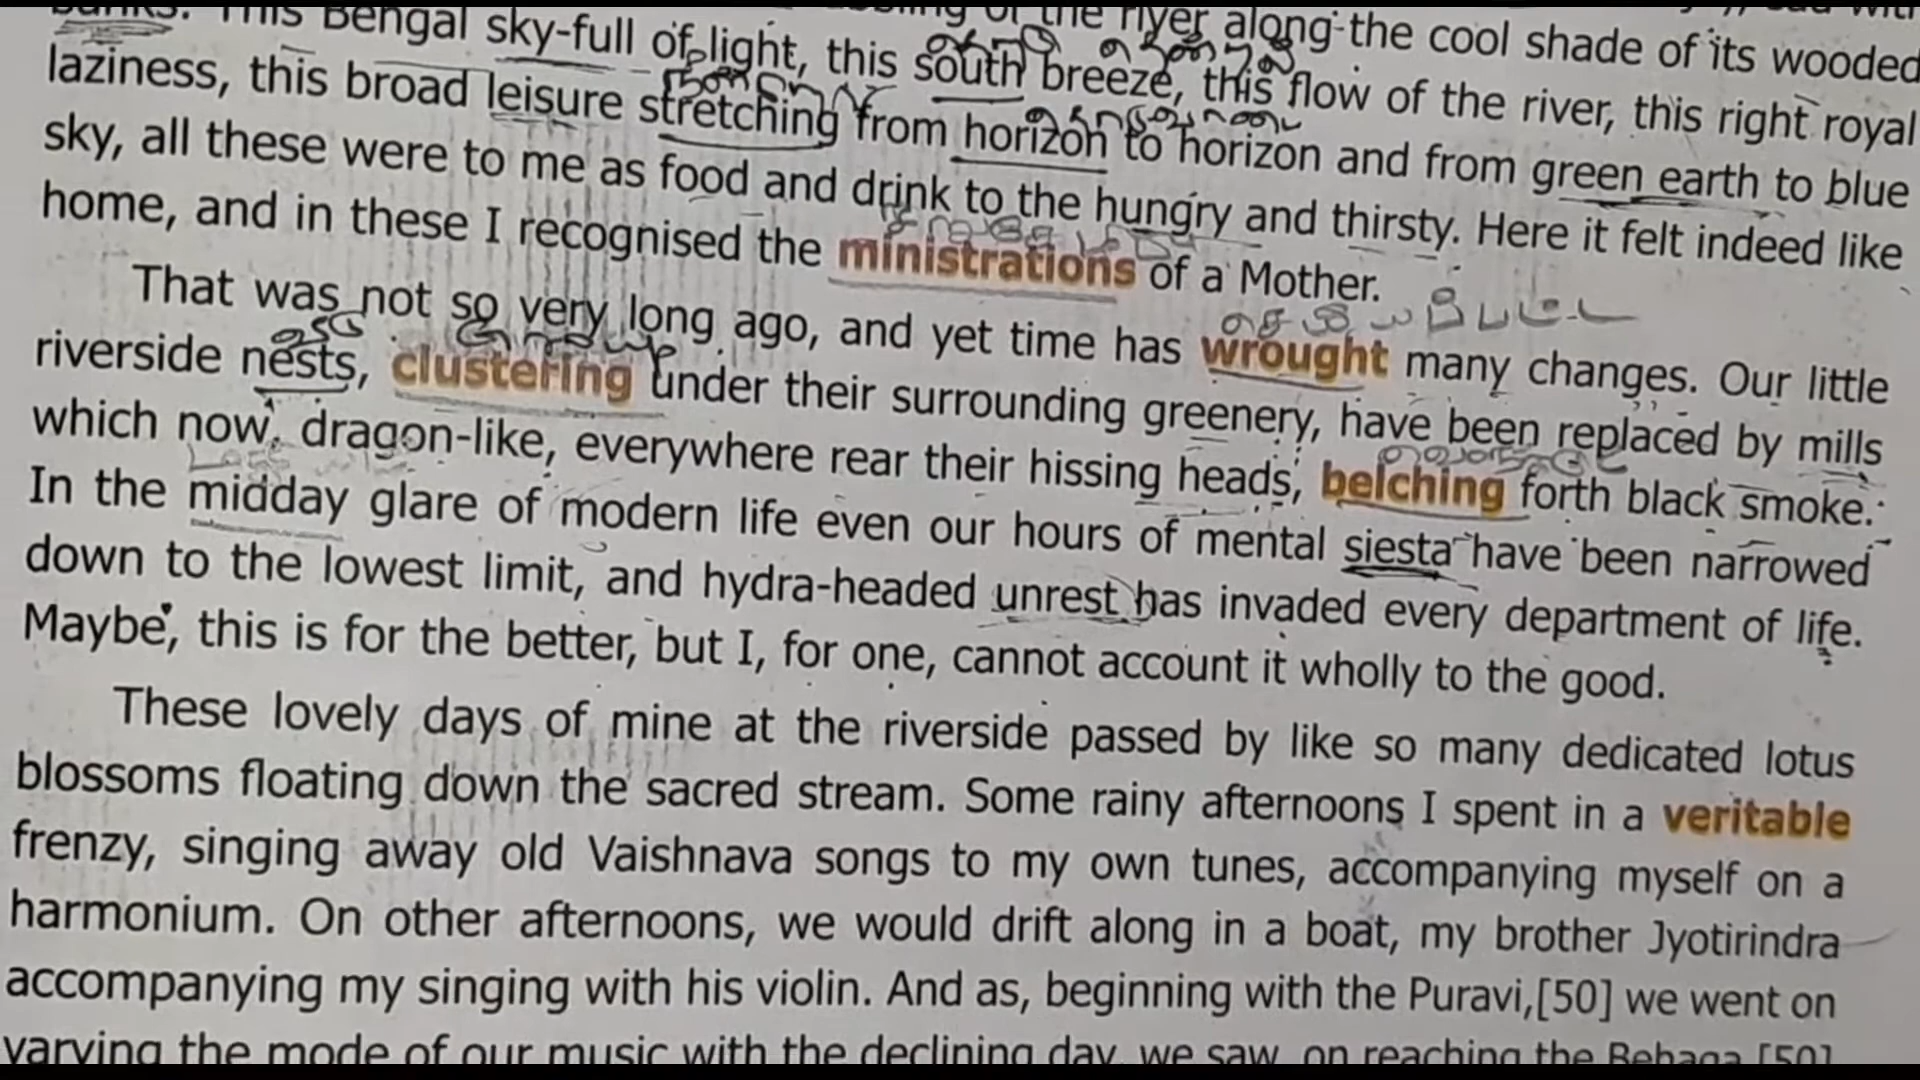 of the river along the cool shade of its wooded
banks. This Bengal sky-full of light, this south breeze, this flow of the river, this right royal
laziness, this broad leisure stretching from horizon to horizon and from green earth to blue
sky, all these were to me as food and drink to the hungry and thirsty. Here it felt indeed like
home, and in these I recognised the ministrations of a Mother.
That was not so very long ago, and yet time has wrought many changes. Our little
riverside nests, clustering under their surrounding greenery, have been replaced by mills
which now, dragon-like, everywhere rear their hissing heads, belching forth black smoke.
In the midday glare of modern life even our hours of mental siesta have been narrowed
down to the lowest limit, and hydra-headed unrest has invaded every department of life.
Maybe, this is for the better, but I, for one, cannot account it wholly to the good.
These lovely days of mine at the riverside passed by like so many dedicated lotus
blossoms floating down the sacred stream. Some rainy afternoons I spent in a veritable
frenzy, singing away old Vaishnava songs to my own tunes, accompanying myself on a
harmonium. On other afternoons, we would drift along in a boat, my brother Jyotirindra
accompanying my singing with his violin. And as, beginning with the Puravi,[50] we went on
varying the mode of our music with the declining day, we saw, on reaching the Behaga,[50]